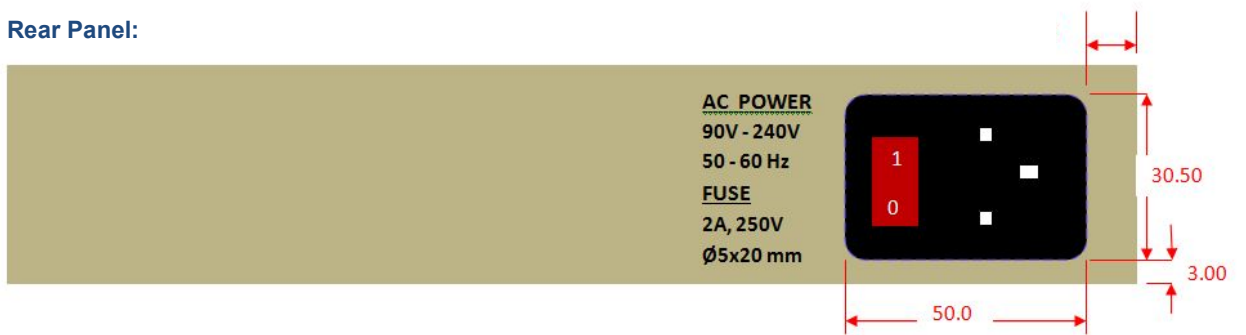 Rear Panel:
AC POWER
90V - 240V
50 - 60 Hz
FUSE
2A, 250V
Ø5x20 mm
1
0
30.50
3.00
50.0